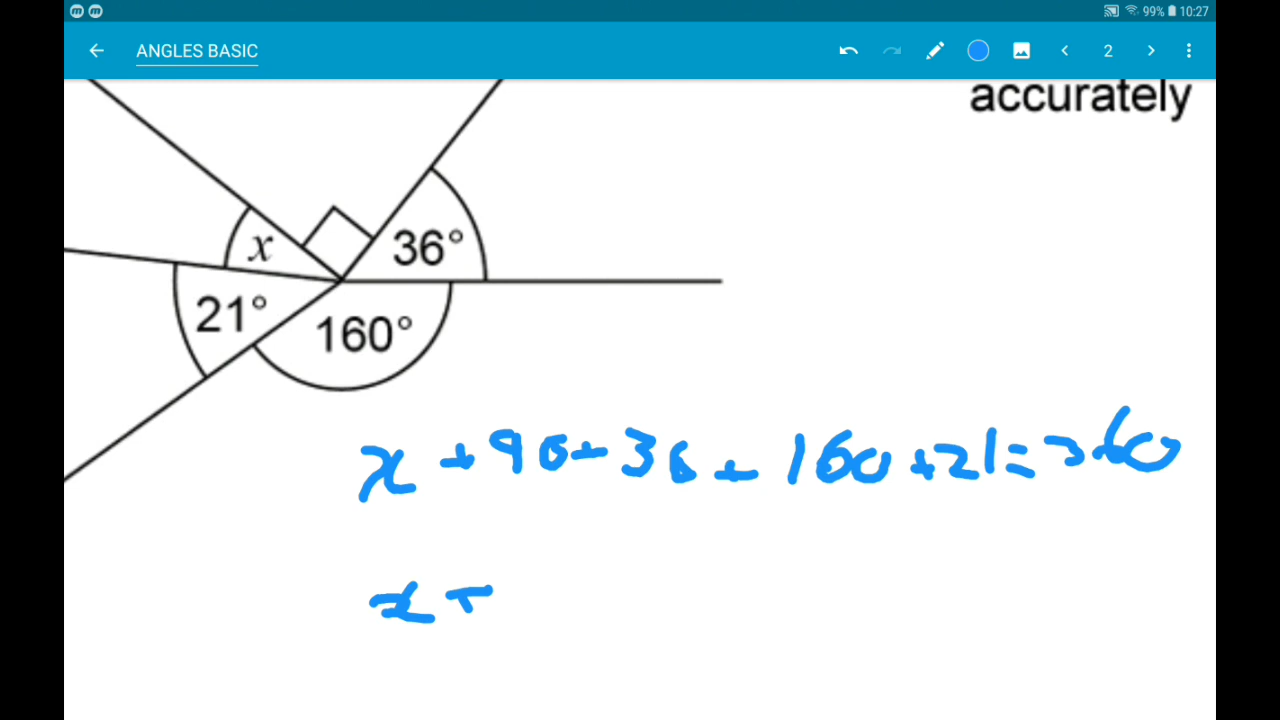 99% 10:27
ANGLES BASIC
2
accurately
x
36°
21°
160°
x + 90 + 36 + 160 + 21 = 360
x =